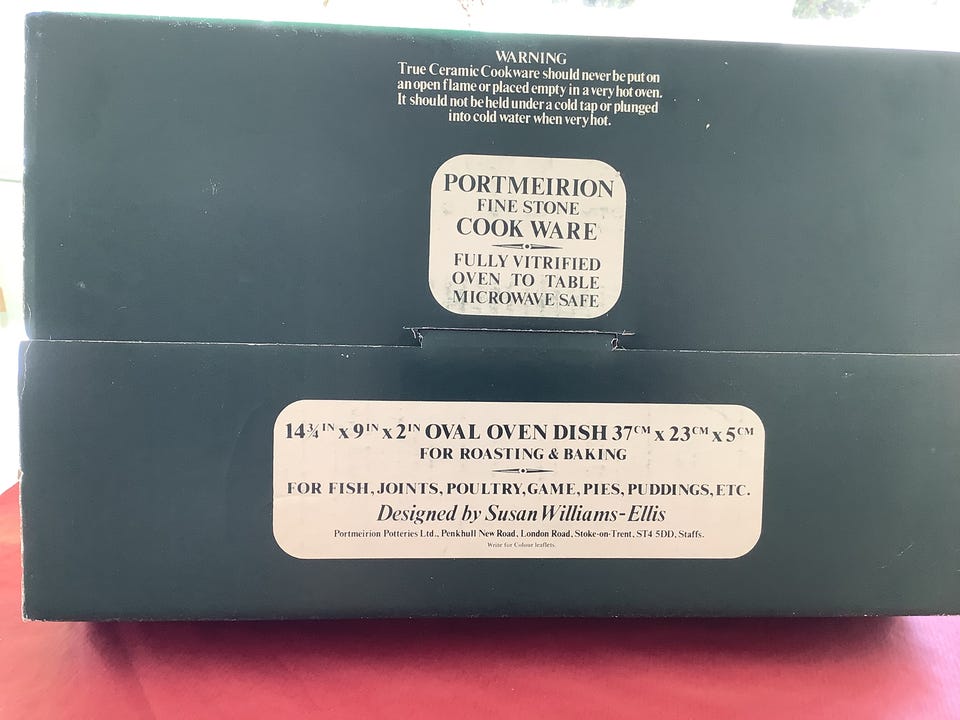 WARNING
True Ceramic Cookware should never be put on
an open flame or placed empty in a very hot oven.
It should not be held under a cold tap or plunged
into cold water when very hot.
PORTMEIRION
FINE STONE
COOK WARE
FULLY VITRIFIED
OVEN TO TABLE
MICROWAVE SAFE
14¾IN x 9IN x 2IN OVAL OVEN DISH 37CM x 23CM x 5CM
FOR ROASTING & BAKING
FOR FISH, JOINTS, POULTRY, GAME, PIES, PUDDINGS, ETC.
Designed by Susan Williams-Ellis
Portmeirion Potteries Ltd., Penkhull New Road, London Road, Stoke-on-Trent, ST4 5DD, Staffs.
Write for Colour leaflets.